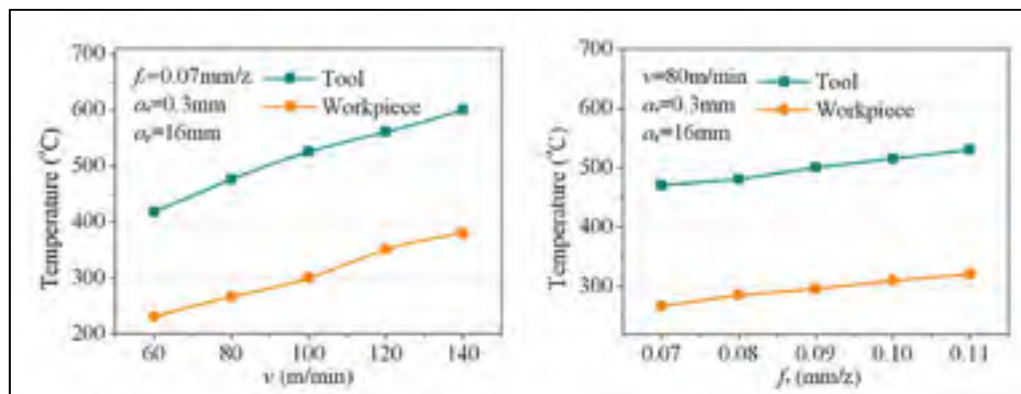 700
600
500
400
300
200
Temperature (°C)
fz=0.07mm/z
ae=0.3mm
ap=16mm
Tool
Workpiece
60 80 100 120 140
v (m/min)
700
600
500
400
300
Temperature (°C)
v=80m/min
ae=0.3mm
ap=16mm
Tool
Workpiece
0.07 0.08 0.09 0.10 0.11
fz (mm/z)